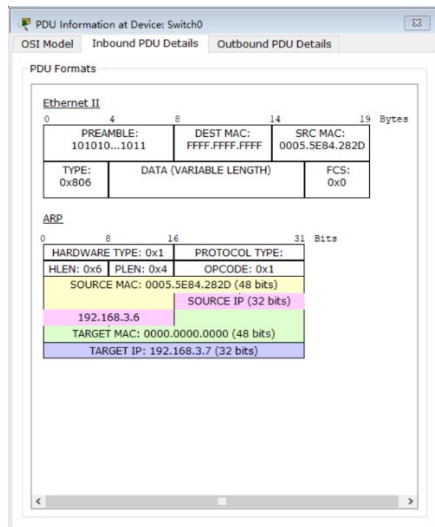 PDU Information at Device: Switch0
OSI Model Inbound PDU Details Outbound PDU Details
PDU Formats
Ethernet II
0 4 8 14 19 Bytes
PREAMBLE: DEST MAC: SRC MAC:
101010...1011 FFFF.FFFF.FFFF 0005.5E84.282D
TYPE: DATA (VARIABLE LENGTH) FCS:
0x806 0x0
ARP
0 8 16 31 Bits
HARDWARE TYPE: 0x1 PROTOCOL TYPE:
HLEN: 0x6 PLEN: 0x4 OPCODE: 0x1
SOURCE MAC: 0005.5E84.282D (48 bits)
SOURCE IP (32 bits)
192.168.3.6
TARGET MAC: 0000.0000.0000 (48 bits)
TARGET IP: 192.168.3.7 (32 bits)